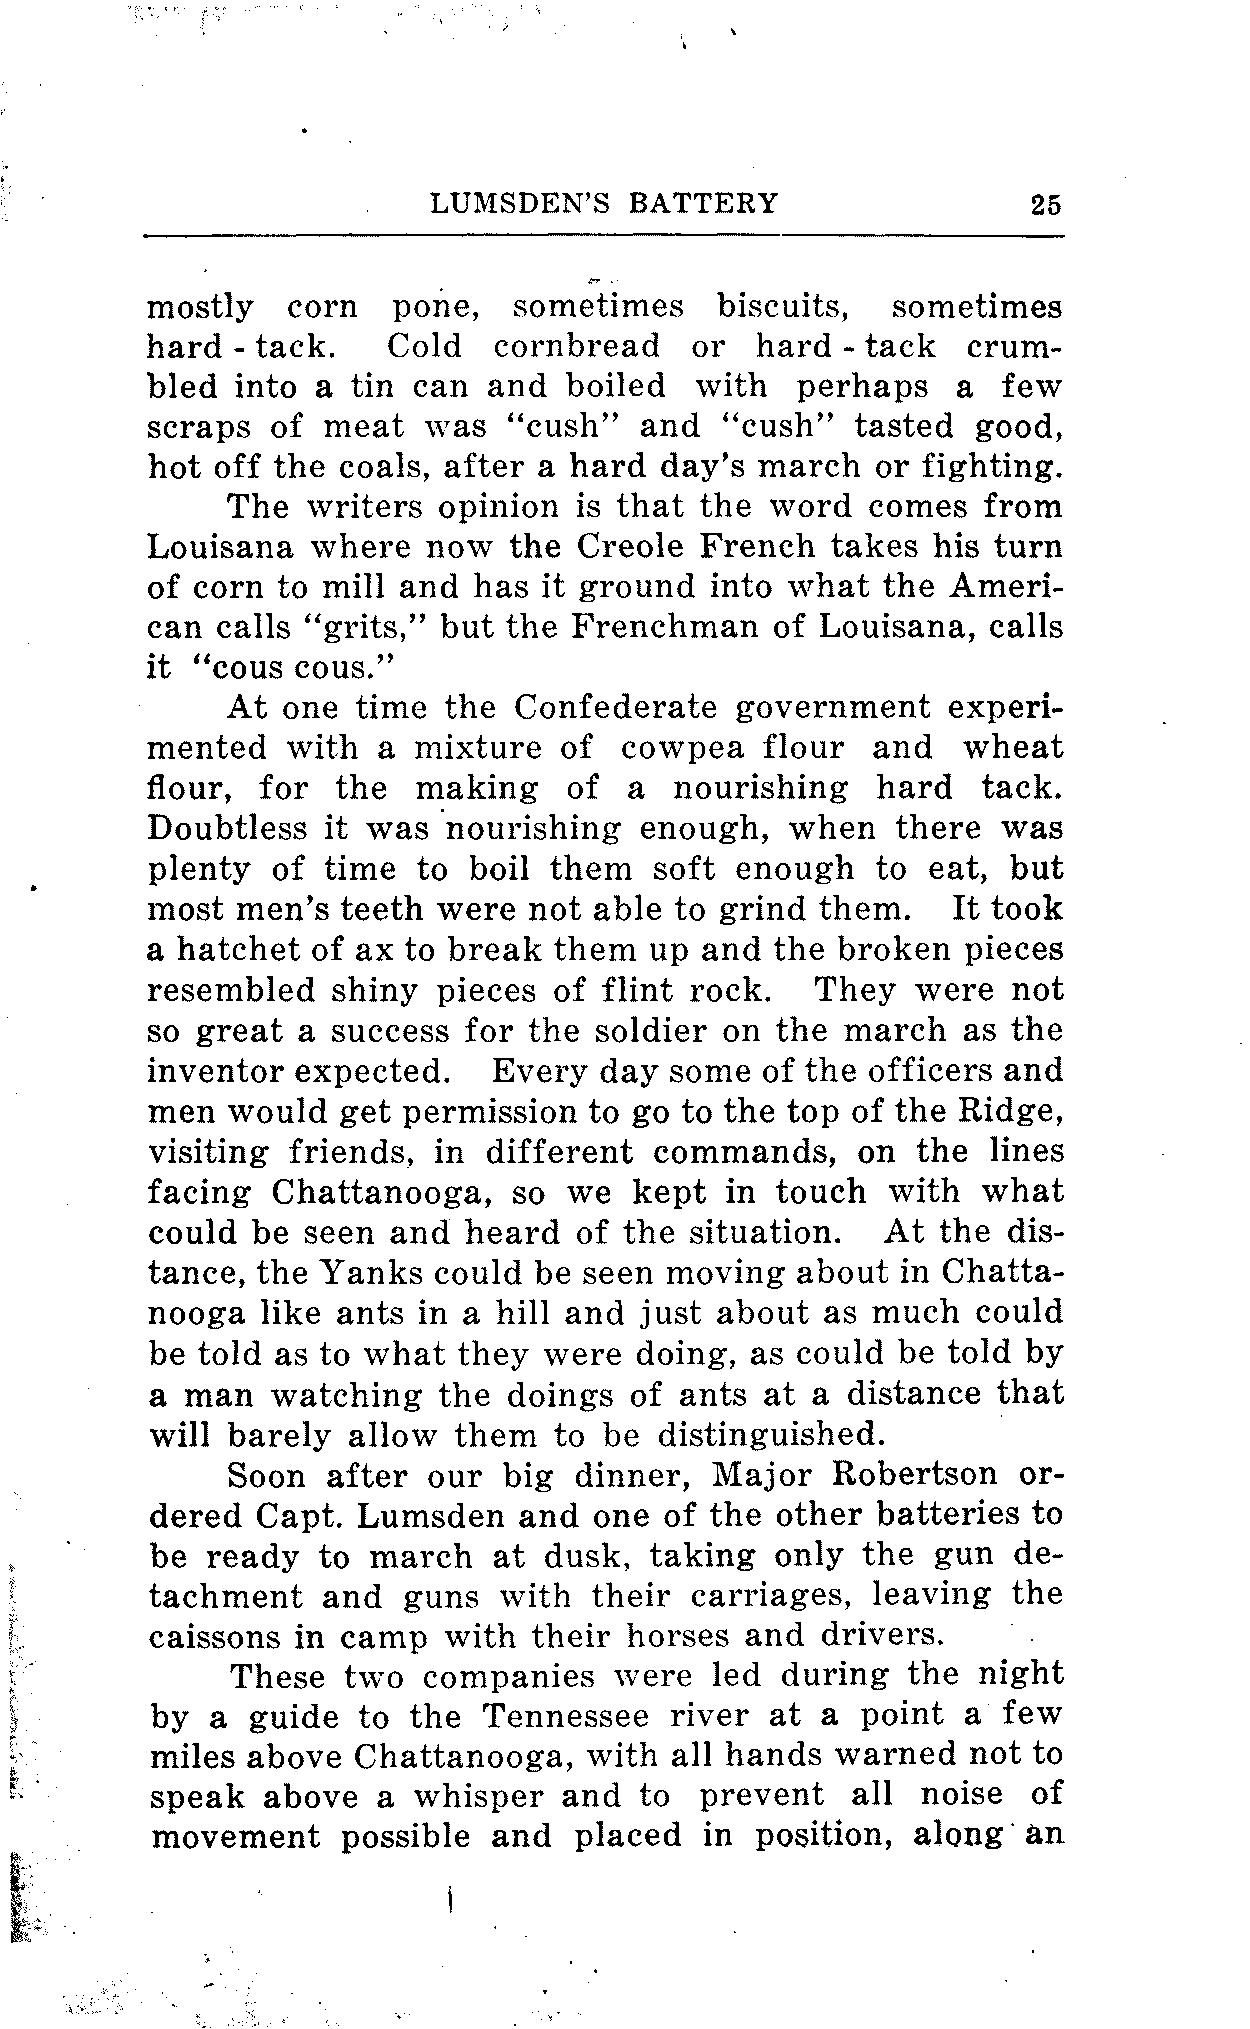 LUMSDEN'S BATTERY 25
mostly corn pone, sometimes biscuits, sometimes
hard - tack. Cold cornbread or hard - tack crum-
bled into a tin can and boiled with perhaps a few
scraps of meat was “cush” and “cush” tasted good,
hot off the coals, after a hard day's march or fighting.
The writers opinion is that the word comes from
Louisana where now the Creole French takes his turn
of corn to mill and has it ground into what the Ameri-
can calls “grits,” but the Frenchman of Louisana, calls
it “cous cous.”
At one time the Confederate government experi-
mented with a mixture of cowpea flour and wheat
flour, for the making of a nourishing hard tack.
Doubtless it was nourishing enough, when there was
plenty of time to boil them soft enough to eat, but
most men's teeth were not able to grind them. It took
a hatchet of ax to break them up and the broken pieces
resembled shiny pieces of flint rock. They were not
so great a success for the soldier on the march as the
inventor expected. Every day some of the officers and
men would get permission to go to the top of the Ridge,
visiting friends, in different commands, on the lines
facing Chattanooga, so we kept in touch with what
could be seen and heard of the situation. At the dis-
tance, the Yanks could be seen moving about in Chatta-
nooga like ants in a hill and just about as much could
be told as to what they were doing, as could be told by
a man watching the doings of ants at a distance that
will barely allow them to be distinguished.
Soon after our big dinner, Major Robertson or-
dered Capt. Lumsden and one of the other batteries to
be ready to march at dusk, taking only the gun de-
tachment and guns with their carriages, leaving the
caissons in camp with their horses and drivers.
These two companies were led during the night
by a guide to the Tennessee river at a point a few
miles above Chattanooga, with all hands warned not to
speak above a whisper and to prevent all noise of
movement possible and placed in position, along an